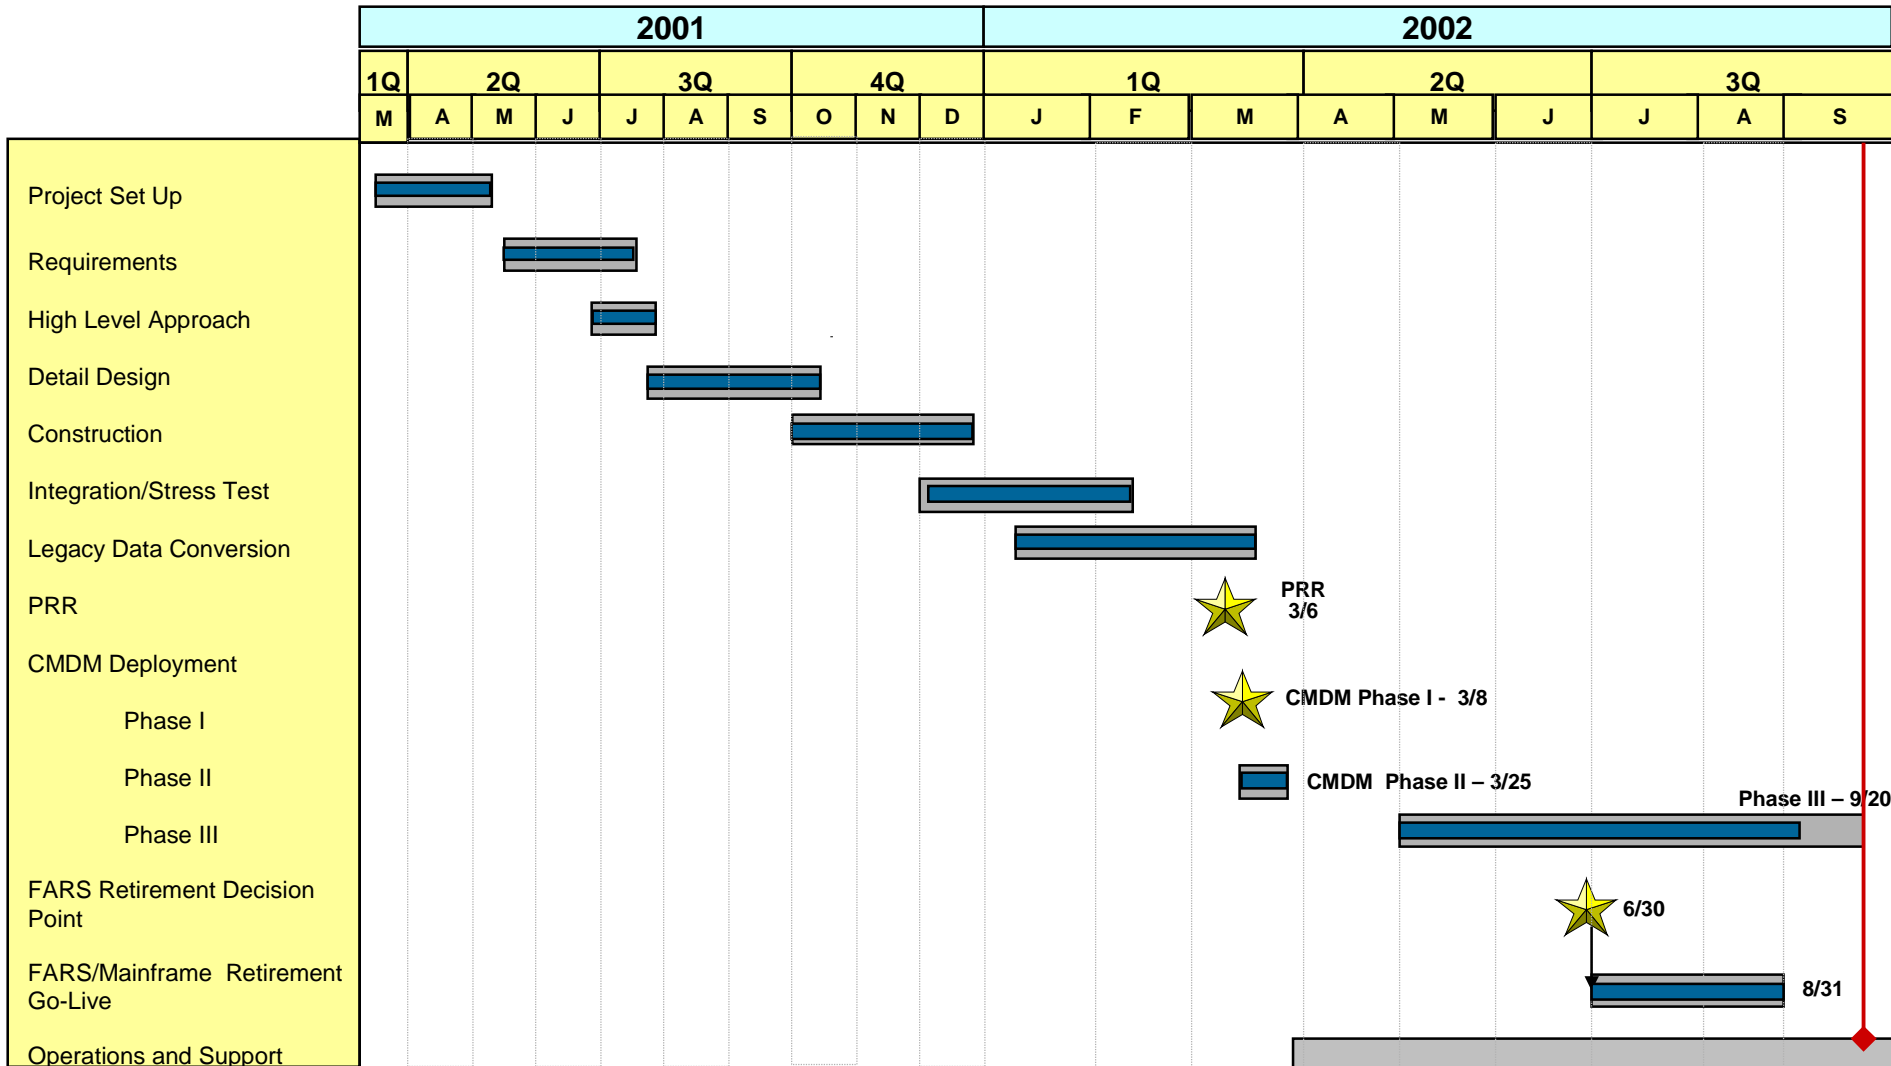 2001 2002
1Q 2Q 3Q 4Q 1Q 2Q 3Q
M A M J J A S O N D J F M A M J J A S
Project Set Up
Requirements
High Level Approach
Detail Design
Construction
Integration/Stress Test
Legacy Data Conversion
PRR
PRR
3/6
CMDM Deployment
CMDM Phase I - 3/8
Phase I
Phase II
CMDM Phase II – 3/25
Phase III – 9/20
Phase III
FARS Retirement Decision
Point
6/30
FARS/Mainframe Retirement
Go-Live
8/31
Operations and Support